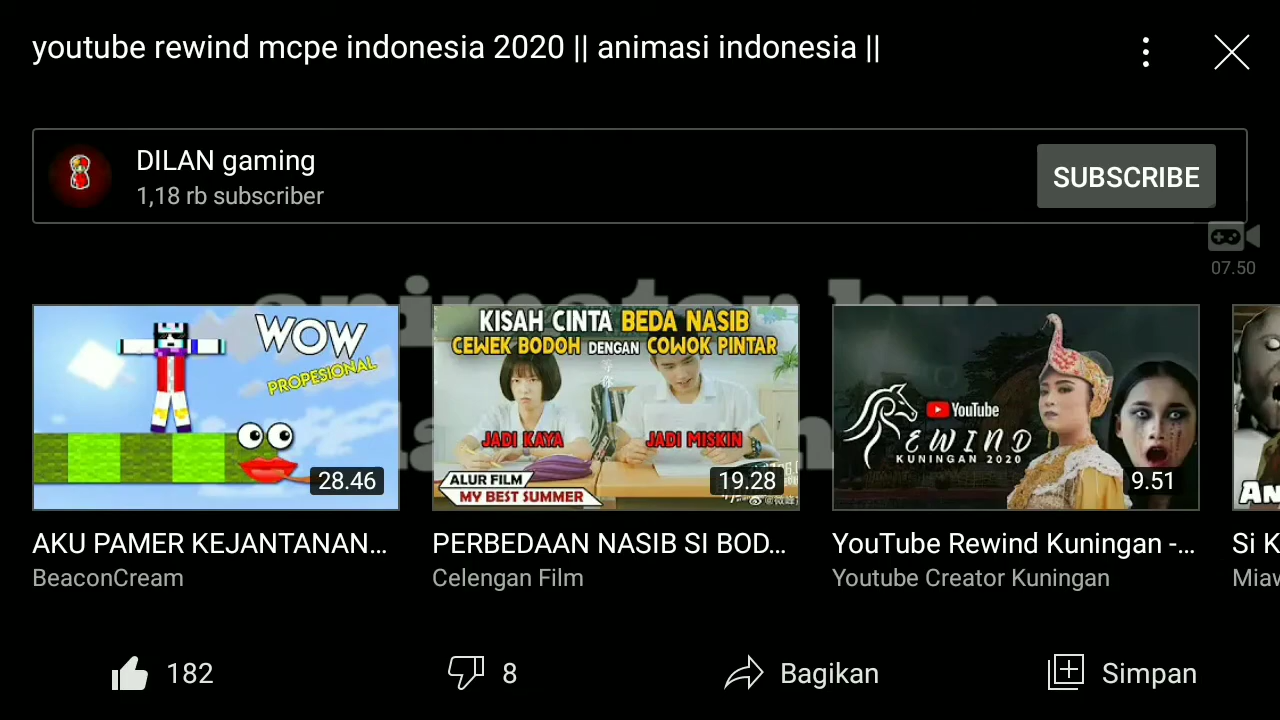 youtube rewind mcpe indonesia 2020 || animasi indonesia ||
DILAN gaming
1,18 rb subscriber
SUBSCRIBE
07.50
animator by
WOW
PROPESIONAL
28.46
KISAH CINTA BEDA NASIB
CEWEK BODOH DENGAN COWOK PINTAR
JADI KAYA
JADI MISKIN
ALUR FILM
MY BEST SUMMER
19.28
YouTube
REWIND
KUNINGAN 2020
9.51
AKU PAMER KEJANTANAN...
BeaconCream
PERBEDAAN NASIB SI BOD...
Celengan Film
YouTube Rewind Kuningan -...
Youtube Creator Kuningan
Si K
Miaw
182
8
Bagikan
Simpan